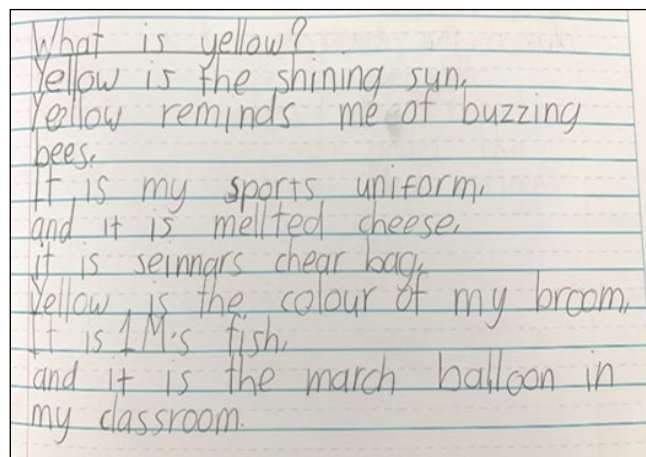 What is yellow?
Yellow is the shining sun,
Yellow reminds me of buzzing
bees,
It is my sports uniform,
and it is mellted cheese,
it is seinnars chear bag,
Yellow is the colour of my broom,
It is 1M's fish,
and it is the march balloon in
my classroom.